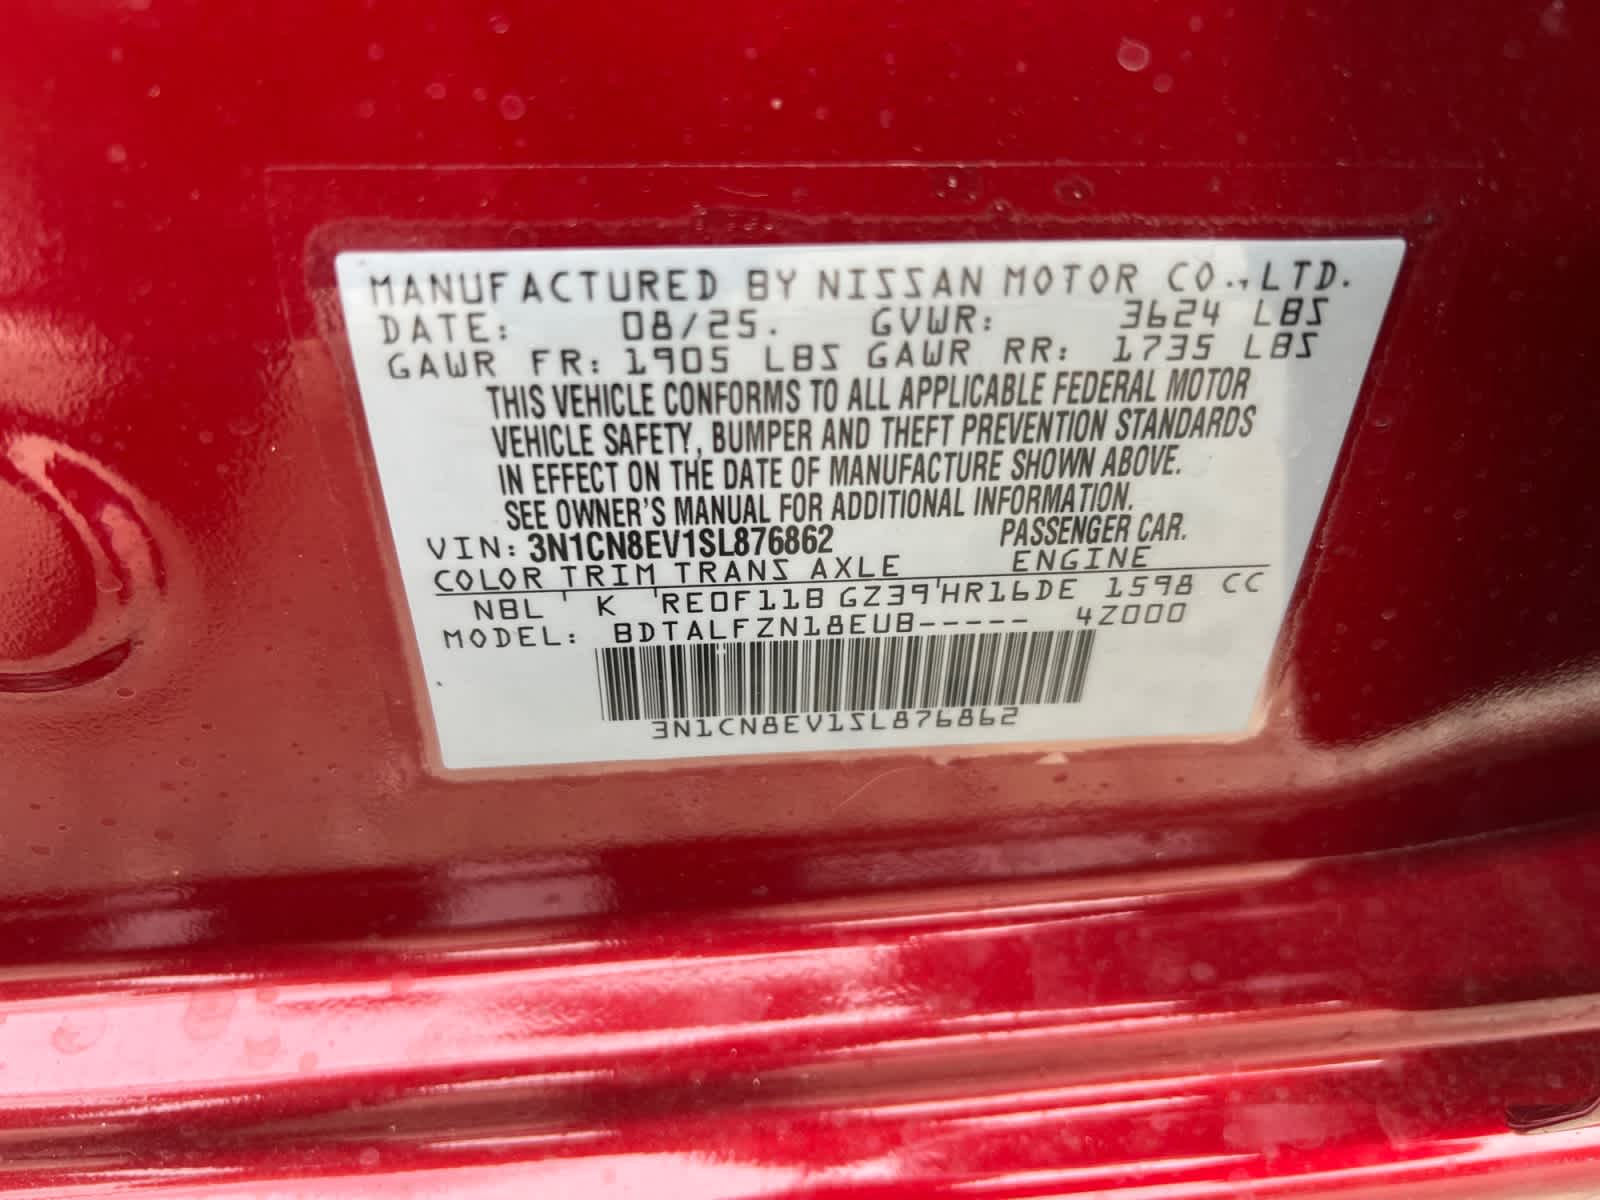 MANUFACTURED BY NISSAN MOTOR CO., LTD.
DATE: 08/25. GVWR: 3624 LBS
GAWR FR: 1905 LBS GAWR RR: 1735 LBS
THIS VEHICLE CONFORMS TO ALL APPLICABLE FEDERAL MOTOR
VEHICLE SAFETY, BUMPER AND THEFT PREVENTION STANDARDS
IN EFFECT ON THE DATE OF MANUFACTURE SHOWN ABOVE.
SEE OWNER'S MANUAL FOR ADDITIONAL INFORMATION.
VIN: 3N1CN8EV1SL876862 PASSENGER CAR.
COLOR TRIM TRANS AXLE ENGINE
NBL ' K 'RE0F11B GZ39'HR16DE 1598 CC
MODEL: BDTALFZN18EUB----- 4Z000
3N1CN8EV1SL876862